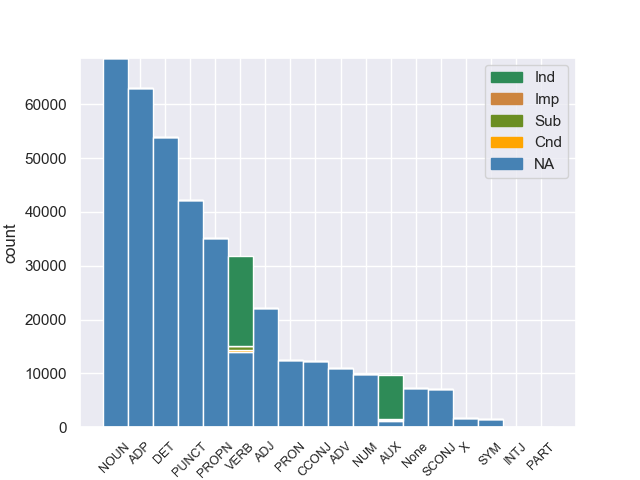 Ind
Imp
Sub
Cnd
NA
60000
50000
40000
30000
20000
10000
0
count
NOUN
ADP
DET
PUNCT
PROPN
VERB
ADJ
PRON
CCONJ
ADV
NUM
AUX
None
SCONJ
X
SYM
INTJ
PART